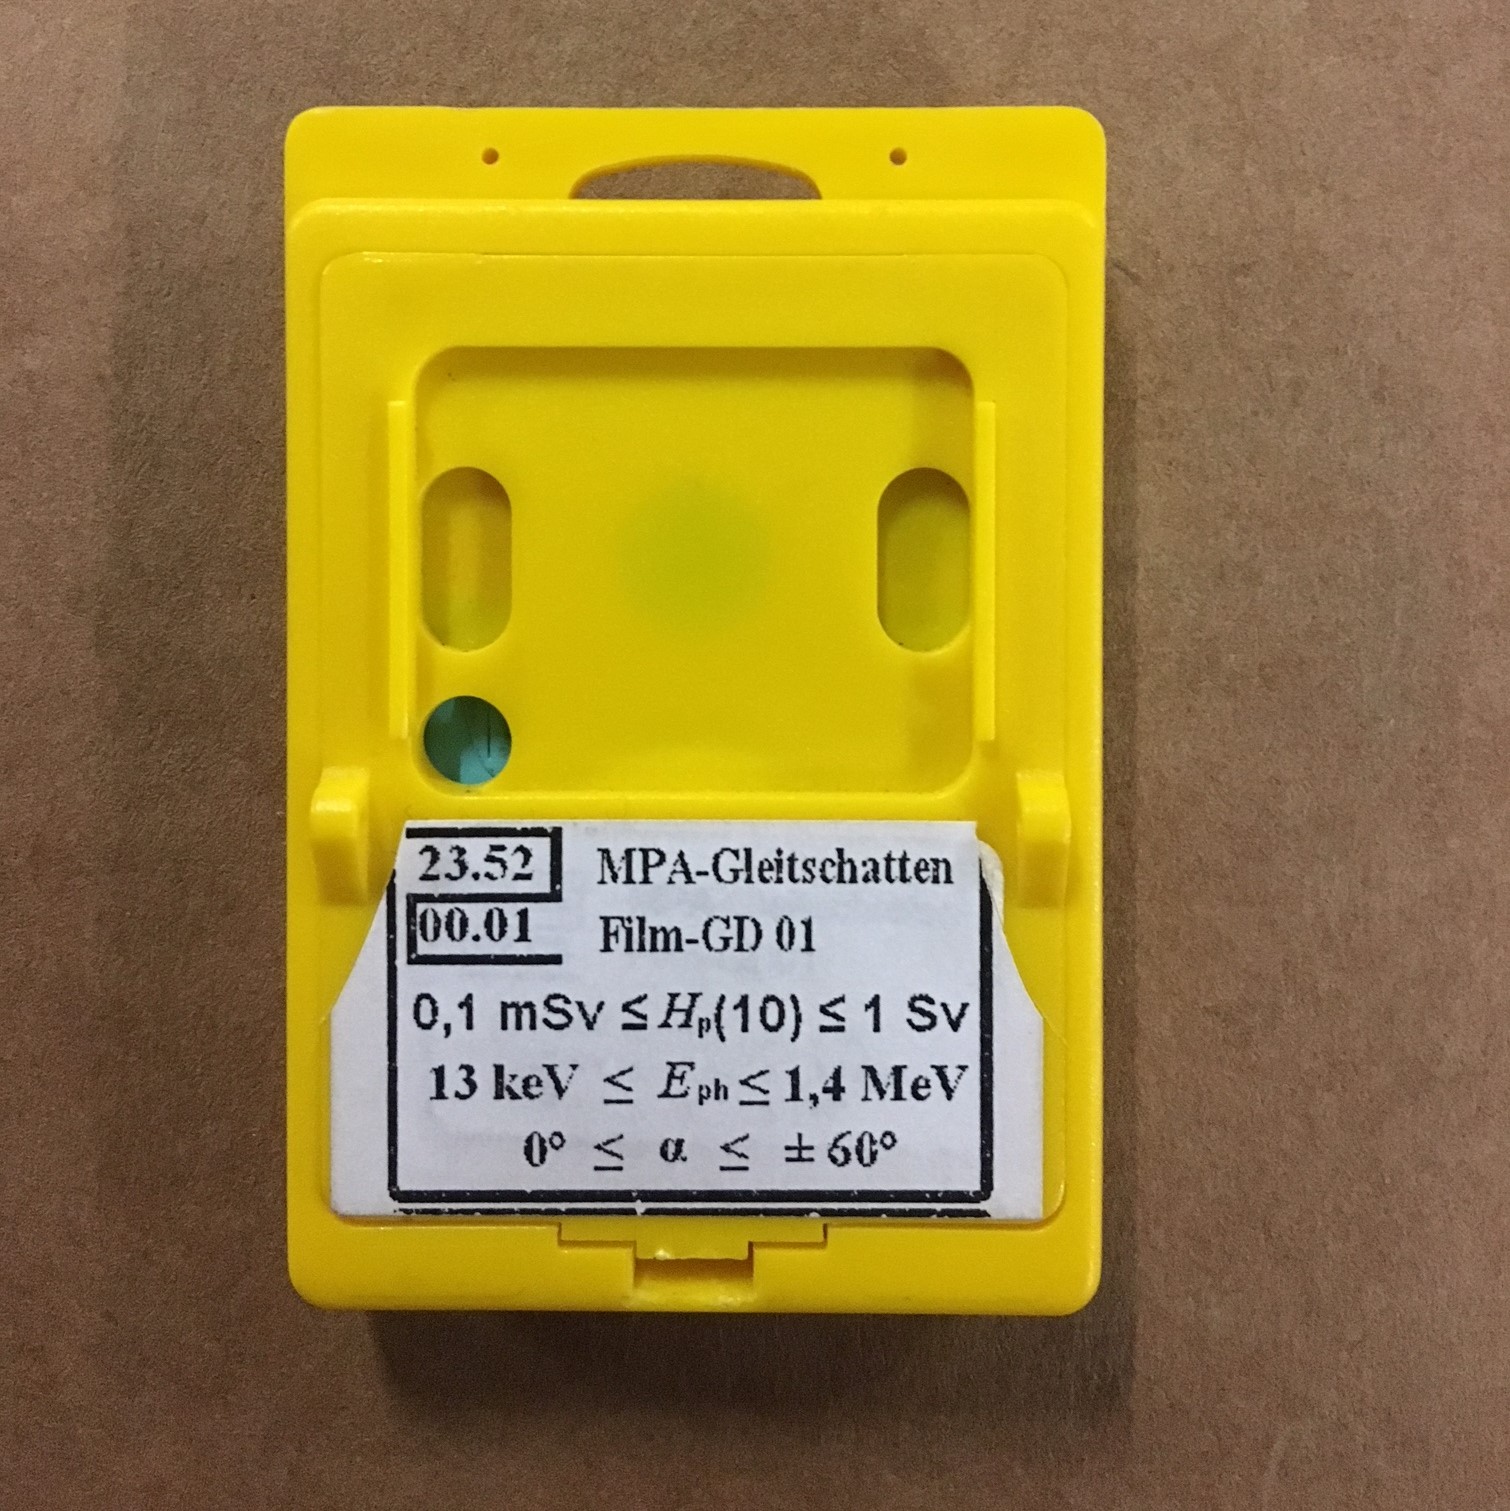 23.52 MPA-Gleitschatten
00.01 Film-GD 01
0,1 mSv ≤ Hp(10) ≤ 1 Sv
13 keV ≤ Eph ≤ 1,4 MeV
0° ≤ α ≤ ± 60°